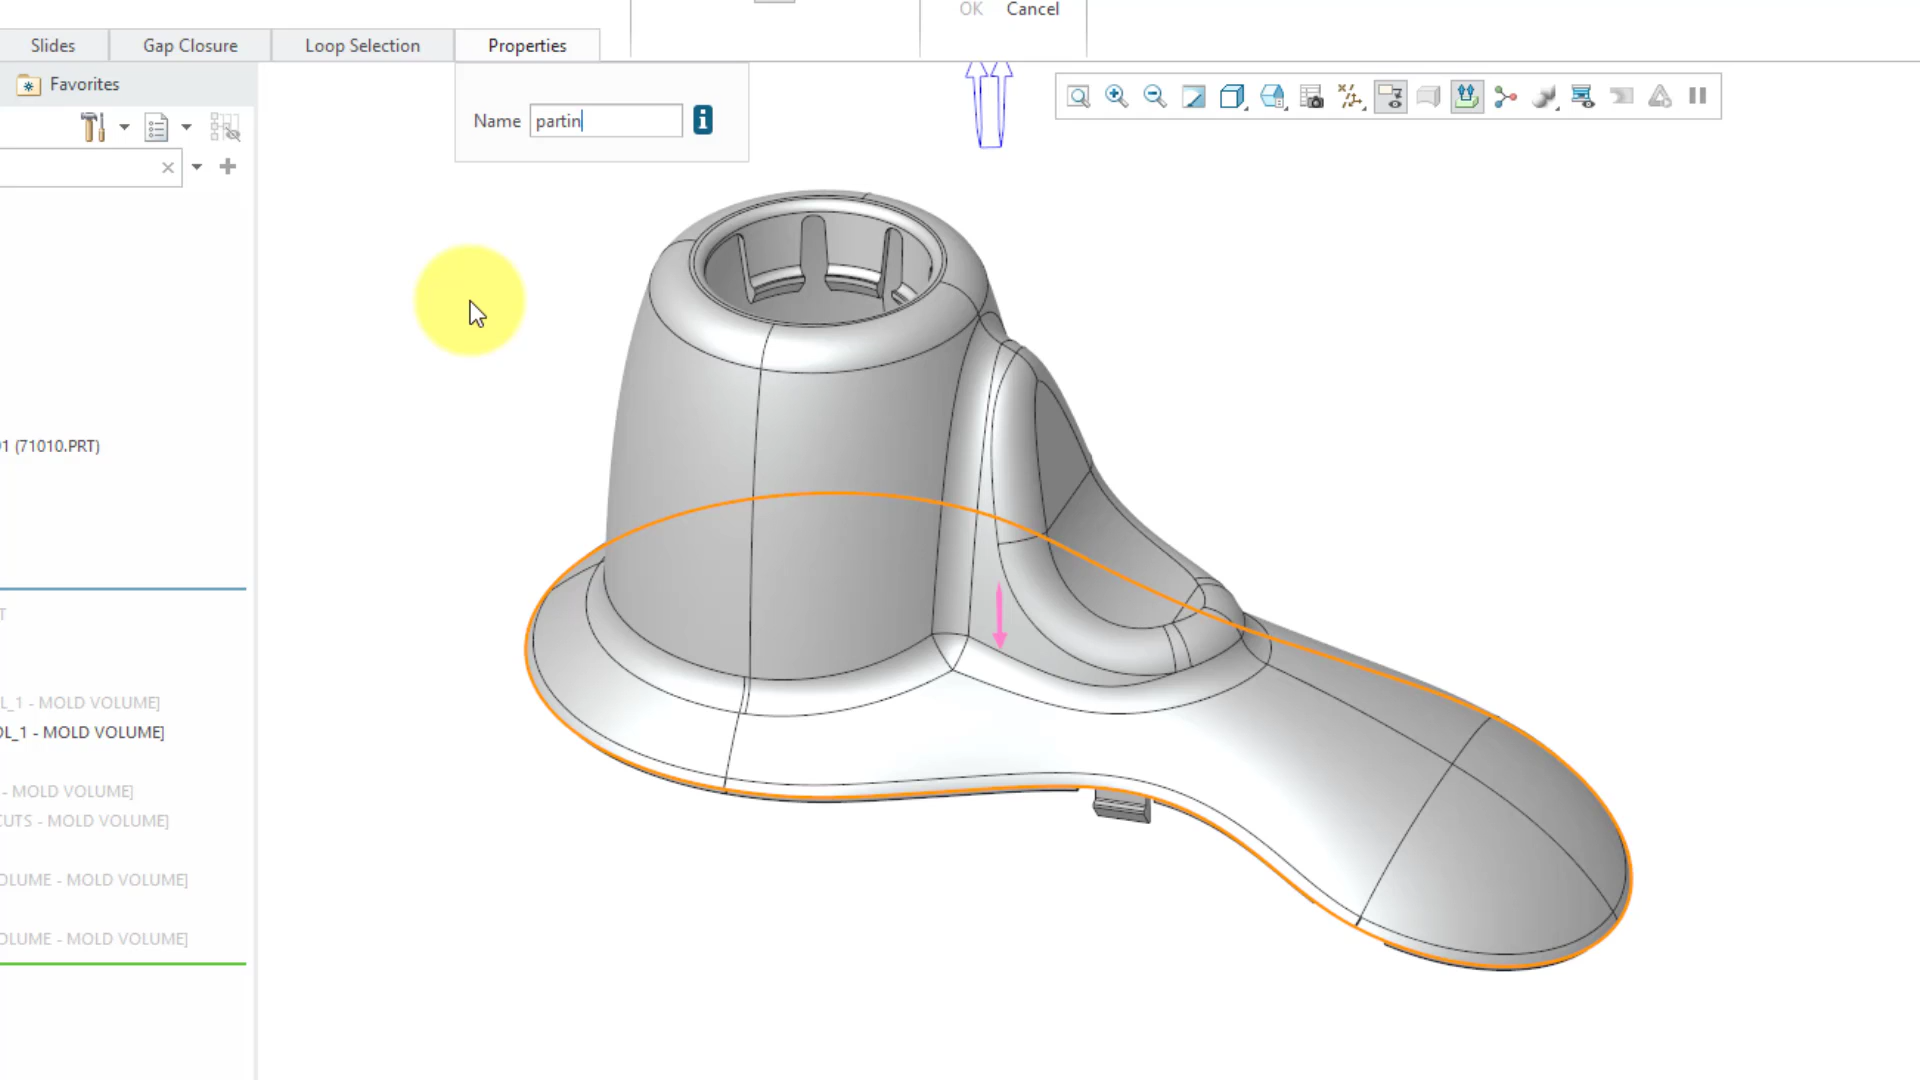 OK Cancel
Slides Gap Closure Loop Selection Properties
Favorites
Name partin
1 (71010.PRT)
T
L_1 - MOLD VOLUME]
OL_1 - MOLD VOLUME]
- MOLD VOLUME]
CUTS - MOLD VOLUME]
OLUME - MOLD VOLUME]
OLUME - MOLD VOLUME]